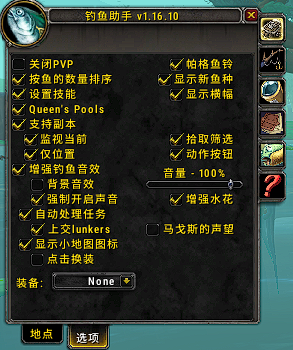 钓鱼助手 v1.16.10
关闭PVP 帕格鱼铃
按鱼的数量排序 显示新鱼种
设置技能 显示横幅
Queen's Pools
支持副本
监视当前 拾取筛选
仅位置 动作按钮
增强钓鱼音效
背景音效 音量 - 100%
强制开启声音 增强水花
自动处理任务
上交lunkers 马戈斯的声望
显示小地图图标
点击换装
装备: None
地点 选项